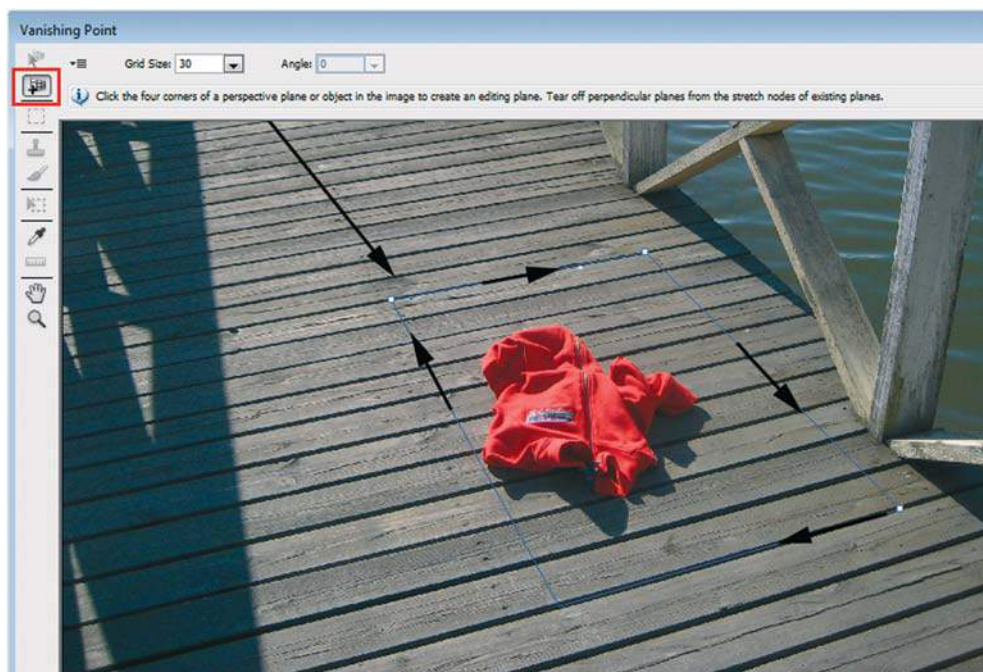 Vanishing Point
Grid Size: 30 Angle: 0
Click the four corners of a perspective plane or object in the image to create an editing plane. Tear off perpendicular planes from the stretch nodes of existing planes.